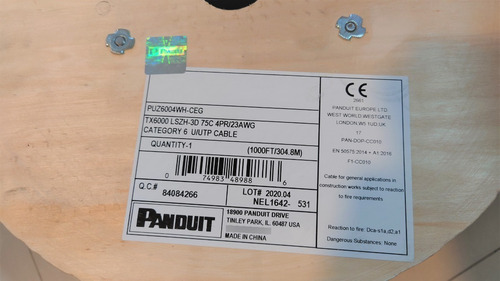 Panduit
PUZ6004WH-CEG
TX6000 LSZH-3D 75C 4PR/23AWG
CATEGORY 6 U/UTP CABLE
QUANTITY-1 (1000FT/304.8M)
0 74983 48988 6
Q.C.# 84084266
LOT# 2020.04
NEL1642- 531
PANDUIT
18900 PANDUIT DRIVE
TINLEY PARK, IL 60487 USA
MADE IN CHINA
CE
PANDUIT EUROPE LTD.
WEST WORLD-WESTGATE
LONDON,W5 1UD-UK
17
PAN-DOP-CC010
EN 50575:2014 + A1:2016
F1-CC010
Cable for general applications in
construction works subject to reaction
to fire requirements
Reaction to fire: Dca-s1a,d2,a1
Dangerous Substances: None